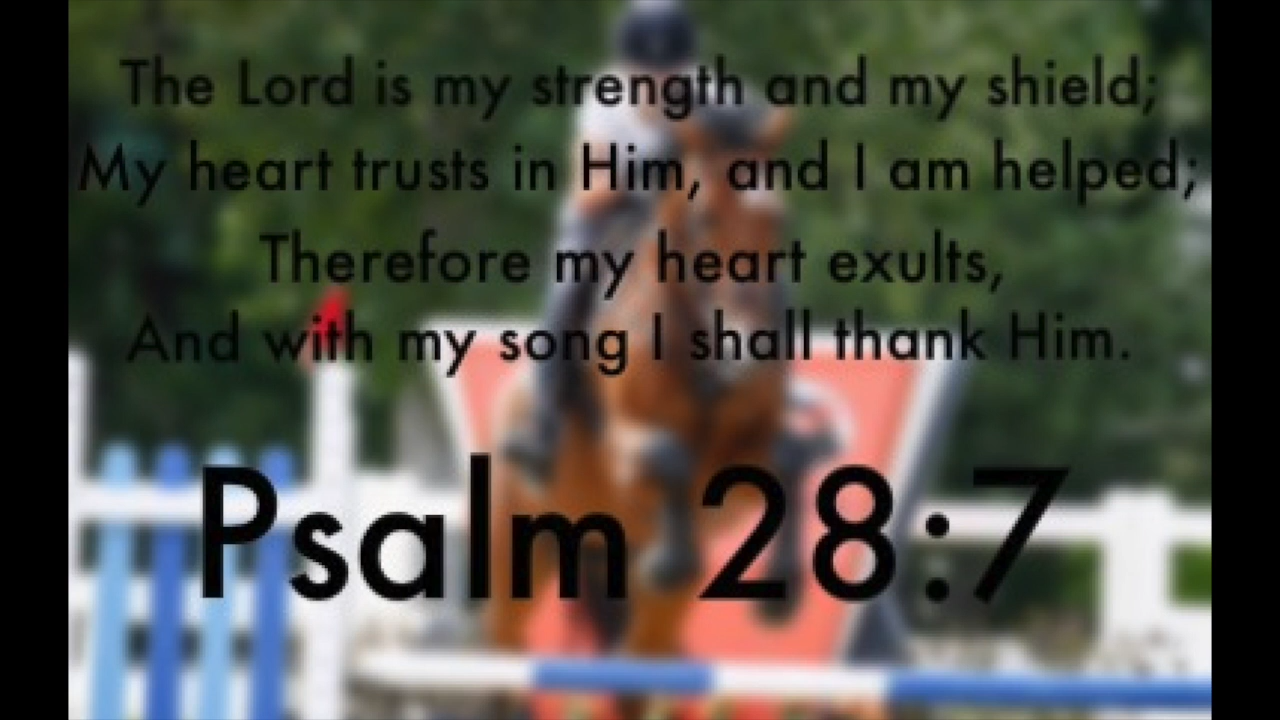 The Lord is my strength and my shield;
My heart trusts in Him, and I am helped;
Therefore my heart exults,
And with my song I shall thank Him.
Psalm 28:7